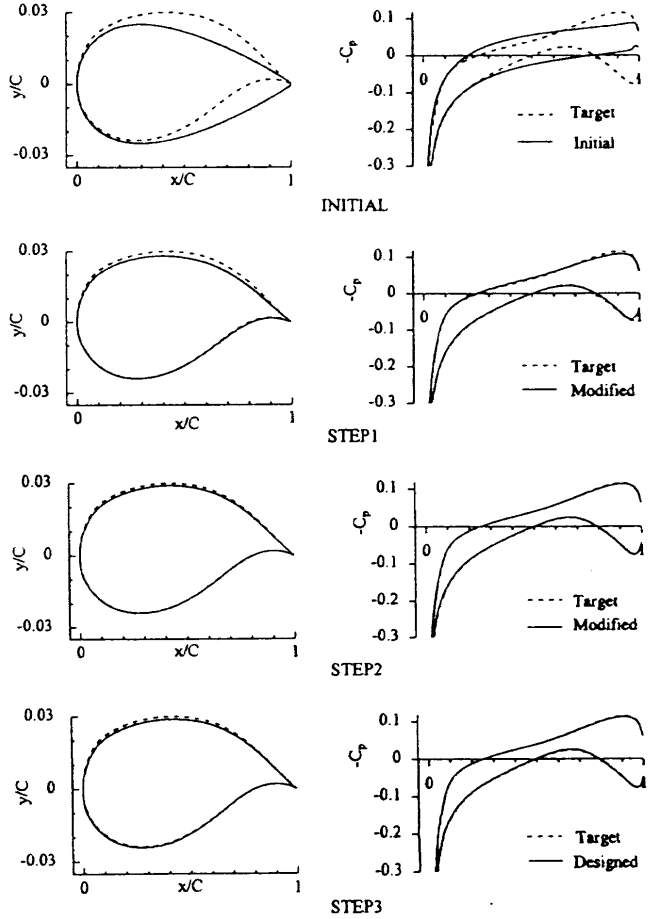 0.03
y/C
0
-0.03
0
x/C
1
0.1
-Cp
0
0
1
-0.1
-0.2
-0.3
Target
Initial
INITIAL
0.03
y/C
0
-0.03
0
x/C
1
0.1
-Cp
0
0
1
-0.1
-0.2
-0.3
Target
Modified
STEP1
0.03
y/C
0
-0.03
0
x/C
1
0.1
-Cp
0
0
1
-0.1
-0.2
-0.3
Target
Modified
STEP2
0.03
y/C
0
-0.03
0
x/C
1
0.1
-Cp
0
0
1
-0.1
-0.2
-0.3
Target
Designed
STEP3